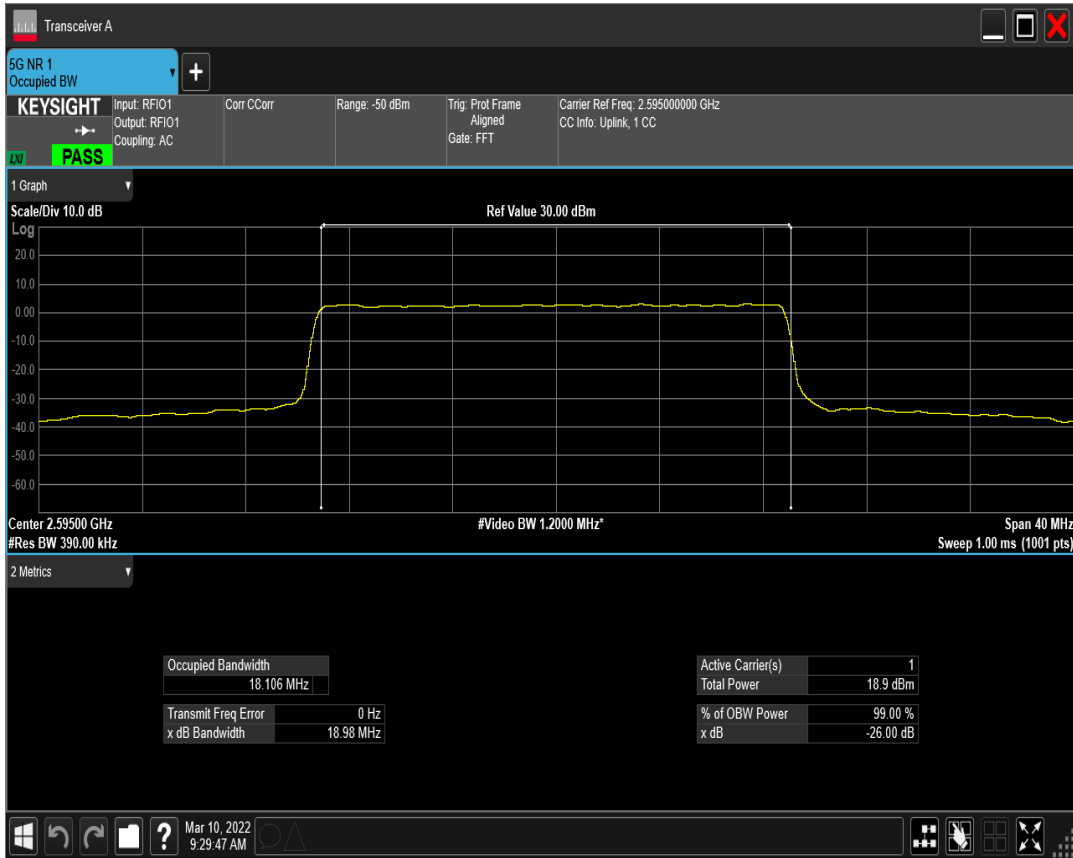 Transceiver A
5G NR 1
Occupied BW
KEYSIGHT
LXI
PASS
Input: RFIO1
Output: RFIO1
Coupling: AC
Corr CCorr
Range: -50 dBm
Trig: Prot Frame
Aligned
Gate: FFT
Carrier Ref Freq: 2.595000000 GHz
CC Info: Uplink, 1 CC
1 Graph
Scale/Div 10.0 dB
Ref Value 30.00 dBm
Log
20.0
10.0
0.00
-10.0
-20.0
-30.0
-40.0
-50.0
-60.0
Center 2.59500 GHz
#Video BW 1.2000 MHz*
Span 40 MHz
#Res BW 390.00 kHz
Sweep 1.00 ms (1001 pts)
2 Metrics
Occupied Bandwidth
18.106 MHz
Transmit Freq Error 0 Hz
x dB Bandwidth 18.98 MHz
Active Carrier(s) 1
Total Power 18.9 dBm
% of OBW Power 99.00 %
x dB -26.00 dB
?
Mar 10, 2022
9:29:47 AM